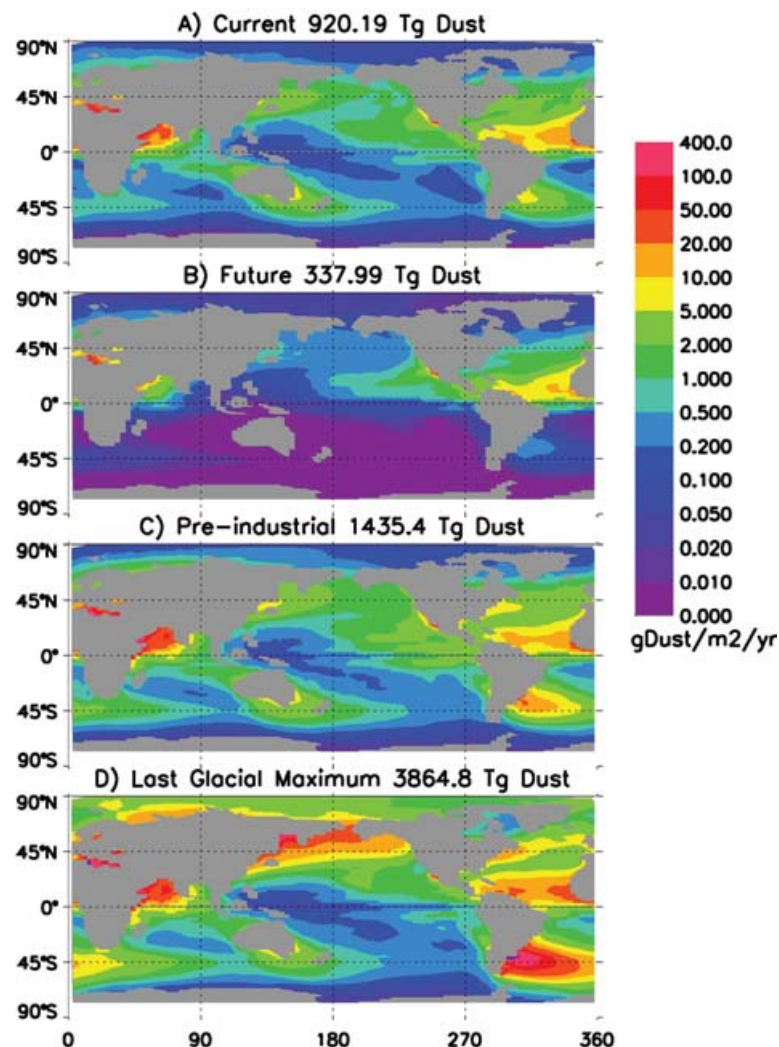 A) Current 920.19 Tg Dust
90°N
45°N
0°
45°S
90°S
B) Future 337.99 Tg Dust
90°N
45°N
0°
45°S
90°S
C) Pre-industrial 1435.4 Tg Dust
90°N
45°N
0°
45°S
90°S
D) Last Glacial Maximum 3864.8 Tg Dust
90°N
45°N
0°
45°S
90°S
0 90 180 270 360
400.0
100.0
50.00
20.00
10.00
5.000
2.000
1.000
0.500
0.200
0.100
0.050
0.020
0.010
0.000
gDust/m2/yr